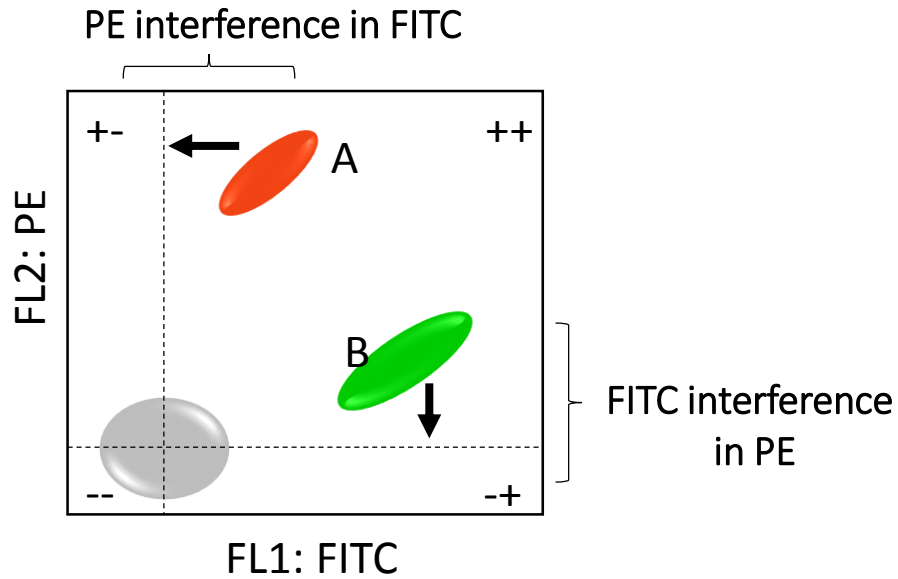 PE interference in FITC
+-
++
A
FL2: PE
B
FITC interference
in PE
--
-+
FL1: FITC